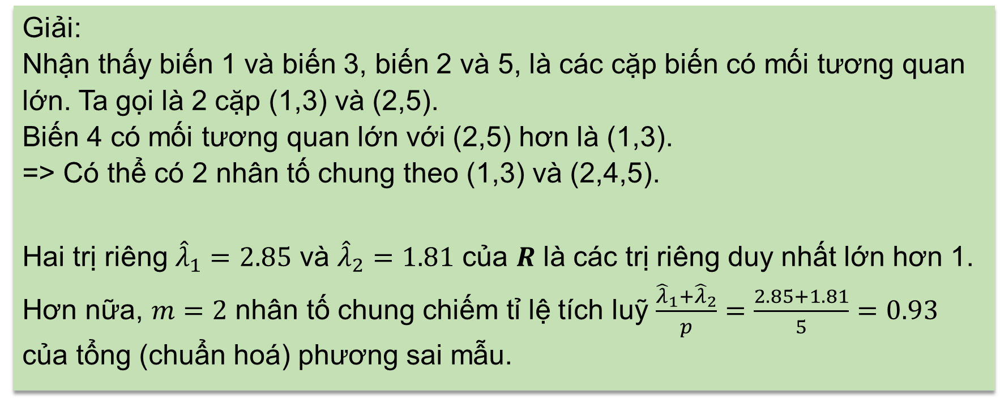 Giải:
Nhận thấy biến 1 và biến 3, biến 2 và 5, là các cặp biến có mối tương quan
lớn. Ta gọi là 2 cặp (1,3) và (2,5).
Biến 4 có mối tương quan lớn với (2,5) hơn là (1,3).
=> Có thể có 2 nhân tố chung theo (1,3) và (2,4,5).
Hai trị riêng $\hat{\lambda}_1 = 2.85$ và $\hat{\lambda}_2 = 1.81$ của $\boldsymbol{R}$ là các trị riêng duy nhất lớn hơn 1.
Hơn nữa, $m = 2$ nhân tố chung chiếm tỉ lệ tích luỹ $\frac{\hat{\lambda}_1+\hat{\lambda}_2}{p} = \frac{2.85+1.81}{5} = 0.93$
của tổng (chuẩn hoá) phương sai mẫu.